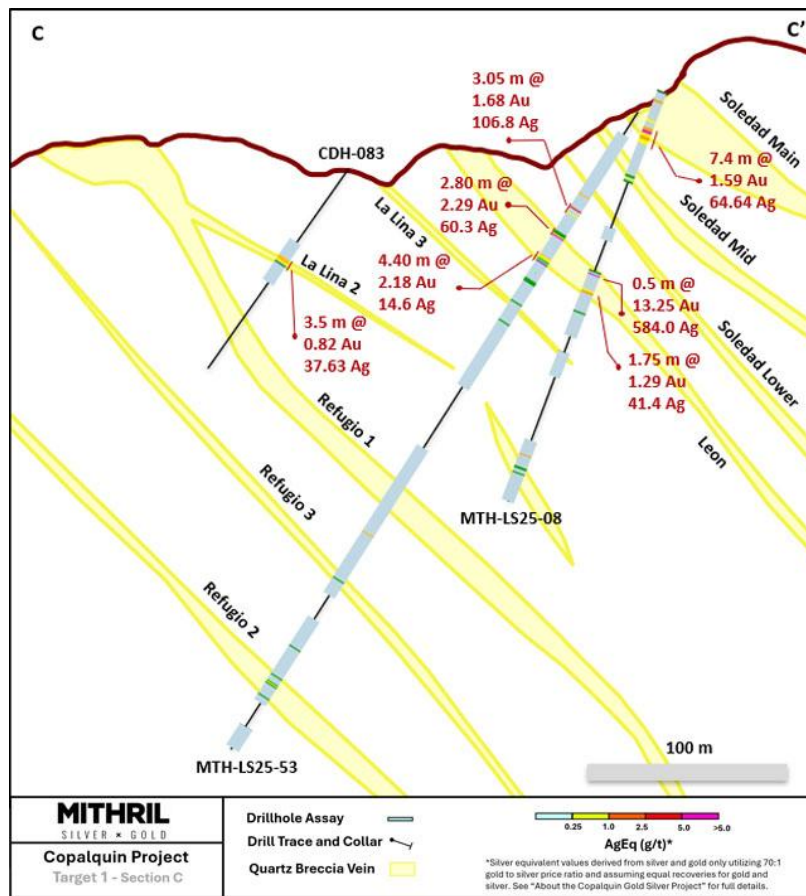 C
C'
CDH-083
3.05 m @
1.68 Au
106.8 Ag
Soledad Main
7.4 m @
1.59 Au
64.64 Ag
2.80 m @
2.29 Au
60.3 Ag
La Lina 3
Soledad Mid
La Lina 2
4.40 m @
2.18 Au
14.6 Ag
0.5 m @
13.25 Au
584.0 Ag
3.5 m @
0.82 Au
37.63 Ag
Soledad Lower
1.75 m @
1.29 Au
41.4 Ag
Refugio 1
Leon
Refugio 3
MTH-LS25-08
Refugio 2
100 m
MTH-LS25-53
MITHRIL
SILVER × GOLD
Copalquin Project
Target 1 - Section C
Drillhole Assay
Drill Trace and Collar
Quartz Breccia Vein
0.25 1.0 2.5 5.0 >5.0
AgEq (g/t)*
*Silver equivalent values derived from silver and gold only utilizing 70:1
gold to silver price ratio and assuming equal recoveries for gold and
silver. See "About the Copalquin Gold Silver Project" for full details.